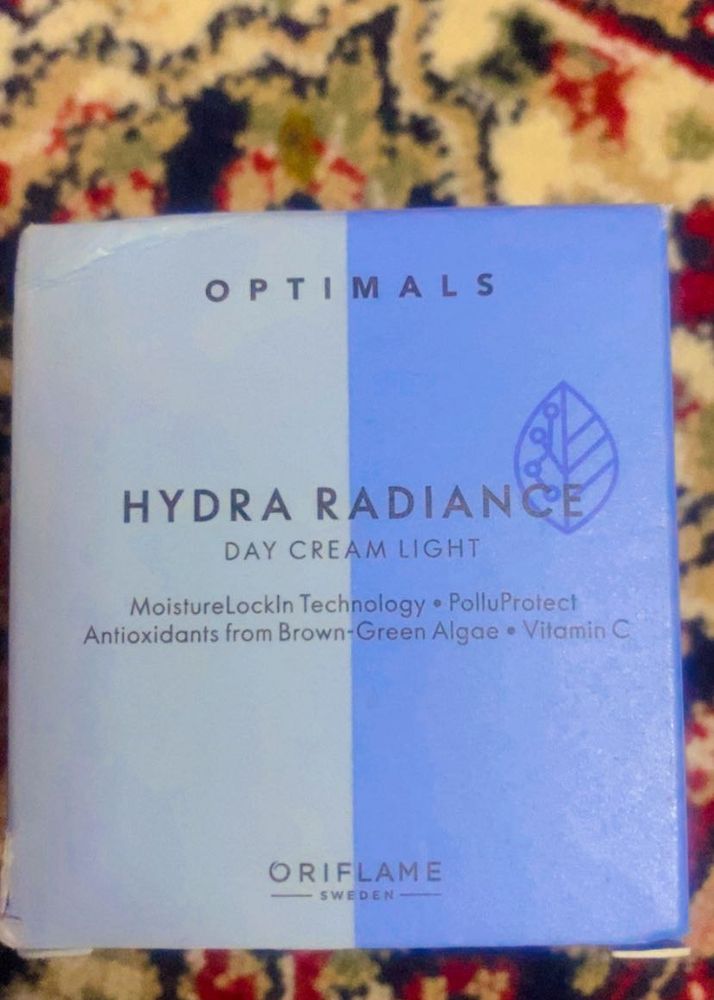 OPTIMALS
HYDRA RADIANCE
DAY CREAM LIGHT
MoistureLockIn Technology • PolluProtect
Antioxidants from Brown-Green Algae • Vitamin C
ORIFLAME
SWEDEN